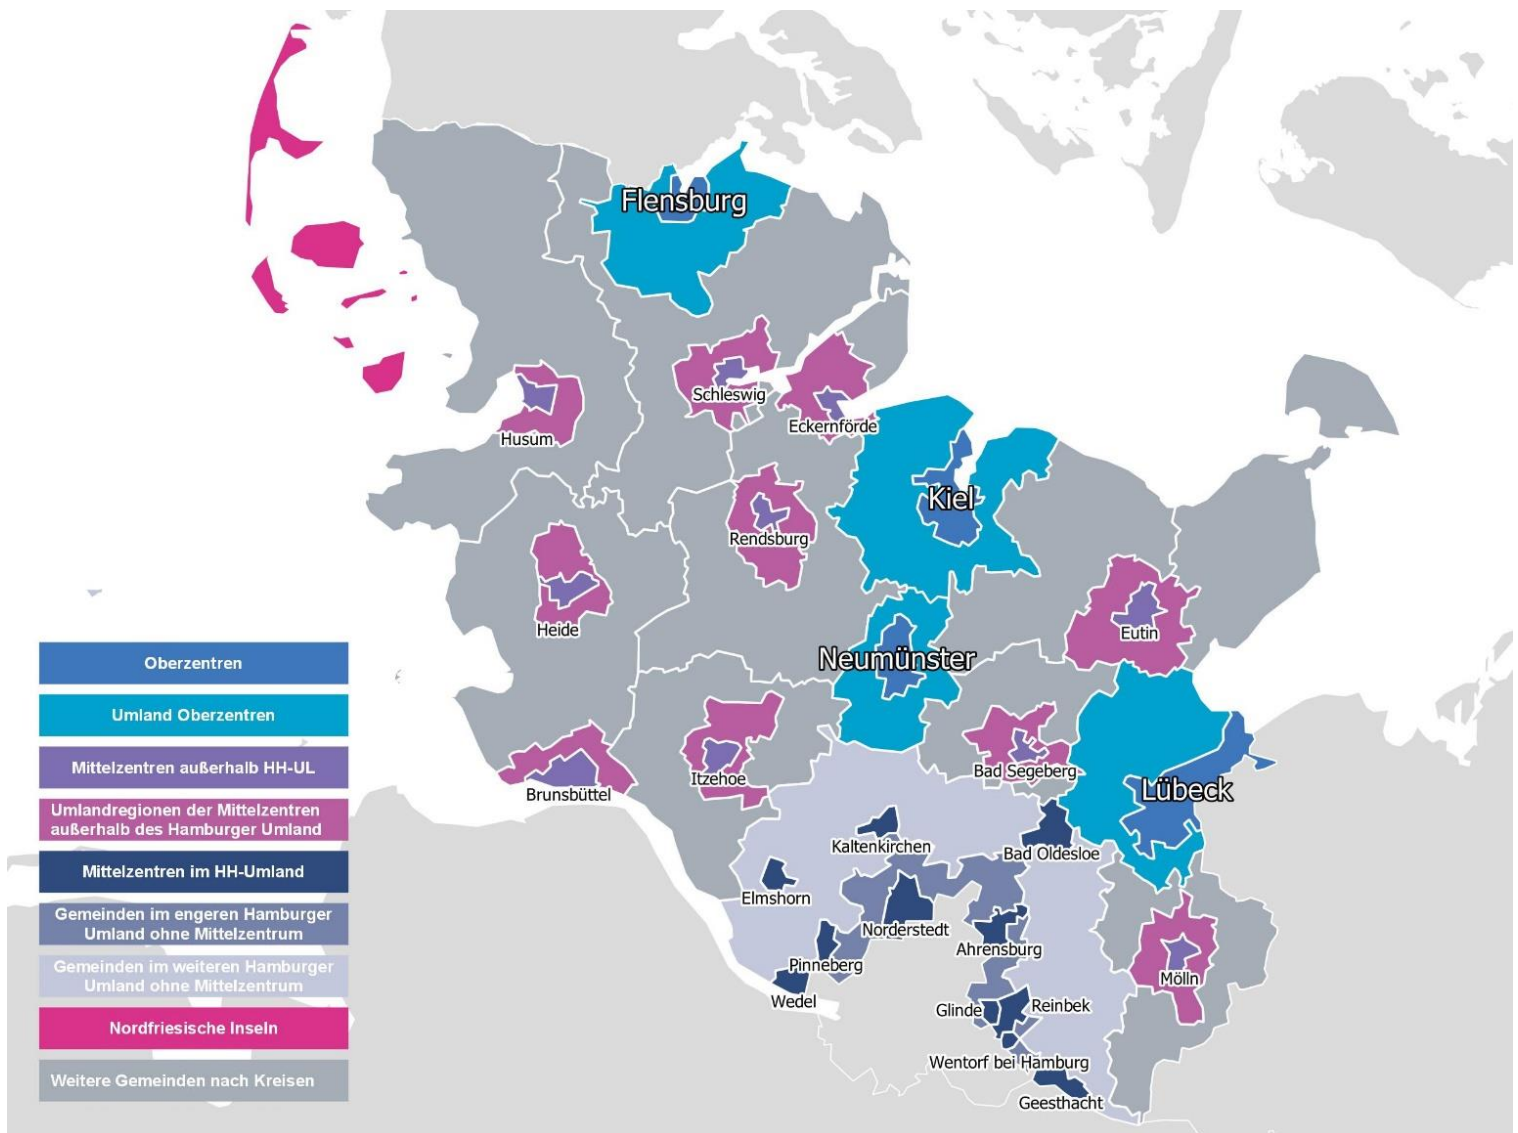 Flensburg
Schleswig
Eckernförde
Husum
Kiel
Rendsburg
Heide
Eutin
Neumünster
Itzehoe
Bad Segeberg
Brunsbüttel
Lübeck
Kaltenkirchen
Bad Oldesloe
Elmshorn
Norderstedt
Ahrensburg
Pinneberg
Mölln
Wedel
Glinde
Reinbek
Wentorf bei Hamburg
Geesthacht
Oberzentren
Umland Oberzentren
Mittelzentren außerhalb HH-UL
Umlandregionen der Mittelzentren
außerhalb des Hamburger Umland
Mittelzentren im HH-Umland
Gemeinden im engeren Hamburger
Umland ohne Mittelzentrum
Gemeinden im weiteren Hamburger
Umland ohne Mittelzentrum
Nordfriesische Inseln
Weitere Gemeinden nach Kreisen